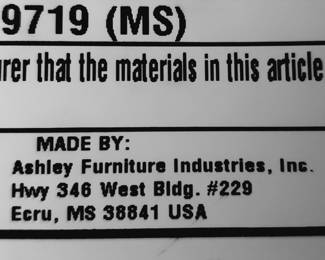 9719 (MS)
urer that the materials in this article
MADE BY:
Ashley Furniture Industries, Inc.
Hwy 346 West Bldg. #229
Ecru, MS 38841 USA